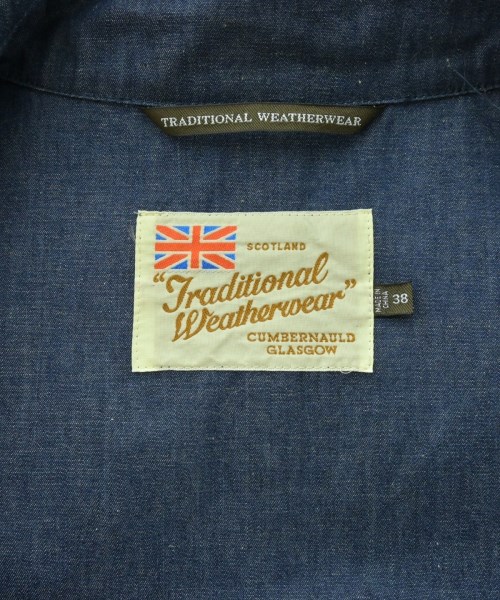 TRADITIONAL WEATHERWEAR
SCOTLAND
"Traditional
Weatherwear"
CUMBERNAULD
GLASGOW
MADE IN
CHINA
38